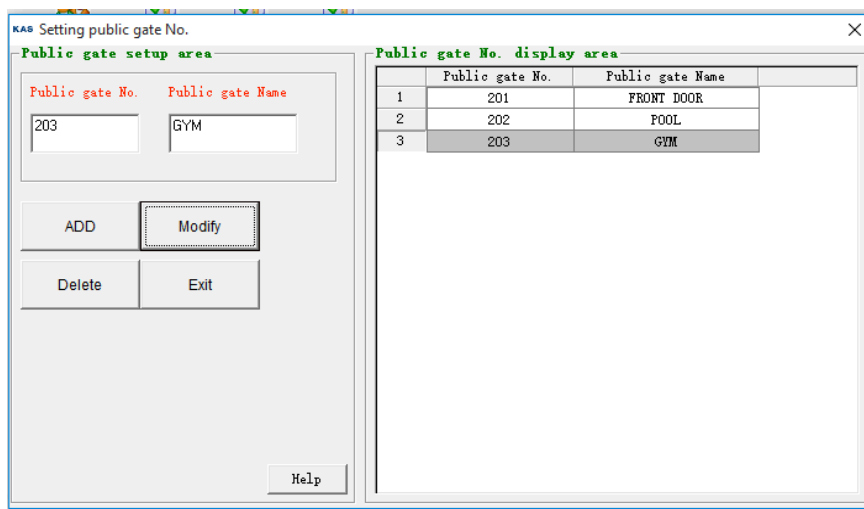 KAS Setting public gate No.
Public gate setup area
Public gate No. Public gate Name
203 GYM
ADD Modify
Delete Exit
Help
Public gate No. display area
Public gate No. Public gate Name
1 201 FRONT DOOR
2 202 POOL
3 203 GYM